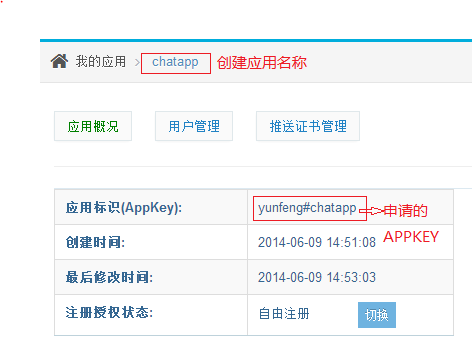 我的应用 > chatapp 创建应用名称
应用概况 用户管理 推送证书管理
应用标识(AppKey): yunfeng#chatapp 申请的
APPKEY
创建时间: 2014-06-09 14:51:08
最后修改时间: 2014-06-09 14:53:03
注册授权状态: 自由注册 切换